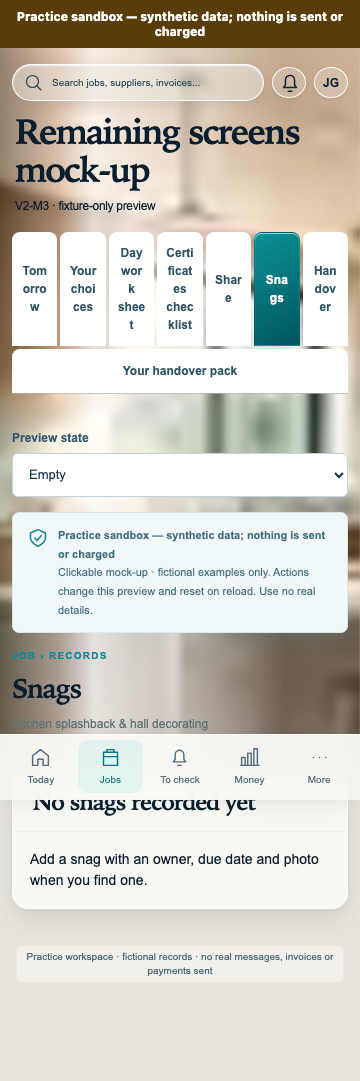 Practice sandbox — synthetic data; nothing is sent or
charged
Search jobs, suppliers, invoices...
JG
Remaining screens
mock-up
V2-M3 · fixture-only preview
Tom
orro
w
Your
choi
ces
Day
wor
k
shee
t
Certi
ficat
es
chec
klist
Shar
e
Sna
gs
Han
dov
er
Your handover pack
Preview state
Empty
Practice sandbox — synthetic data; nothing is sent
or charged
Clickable mock-up · fictional examples only. Actions
change this preview and reset on reload. Use no real
details.
JOB › RECORDS
Snags
Kitchen splashback & hall decorating
Today
Jobs
To check
Money
More
No snags recorded yet
Add a snag with an owner, due date and photo
when you find one.
Practice workspace · fictional records · no real messages, invoices or
payments sent